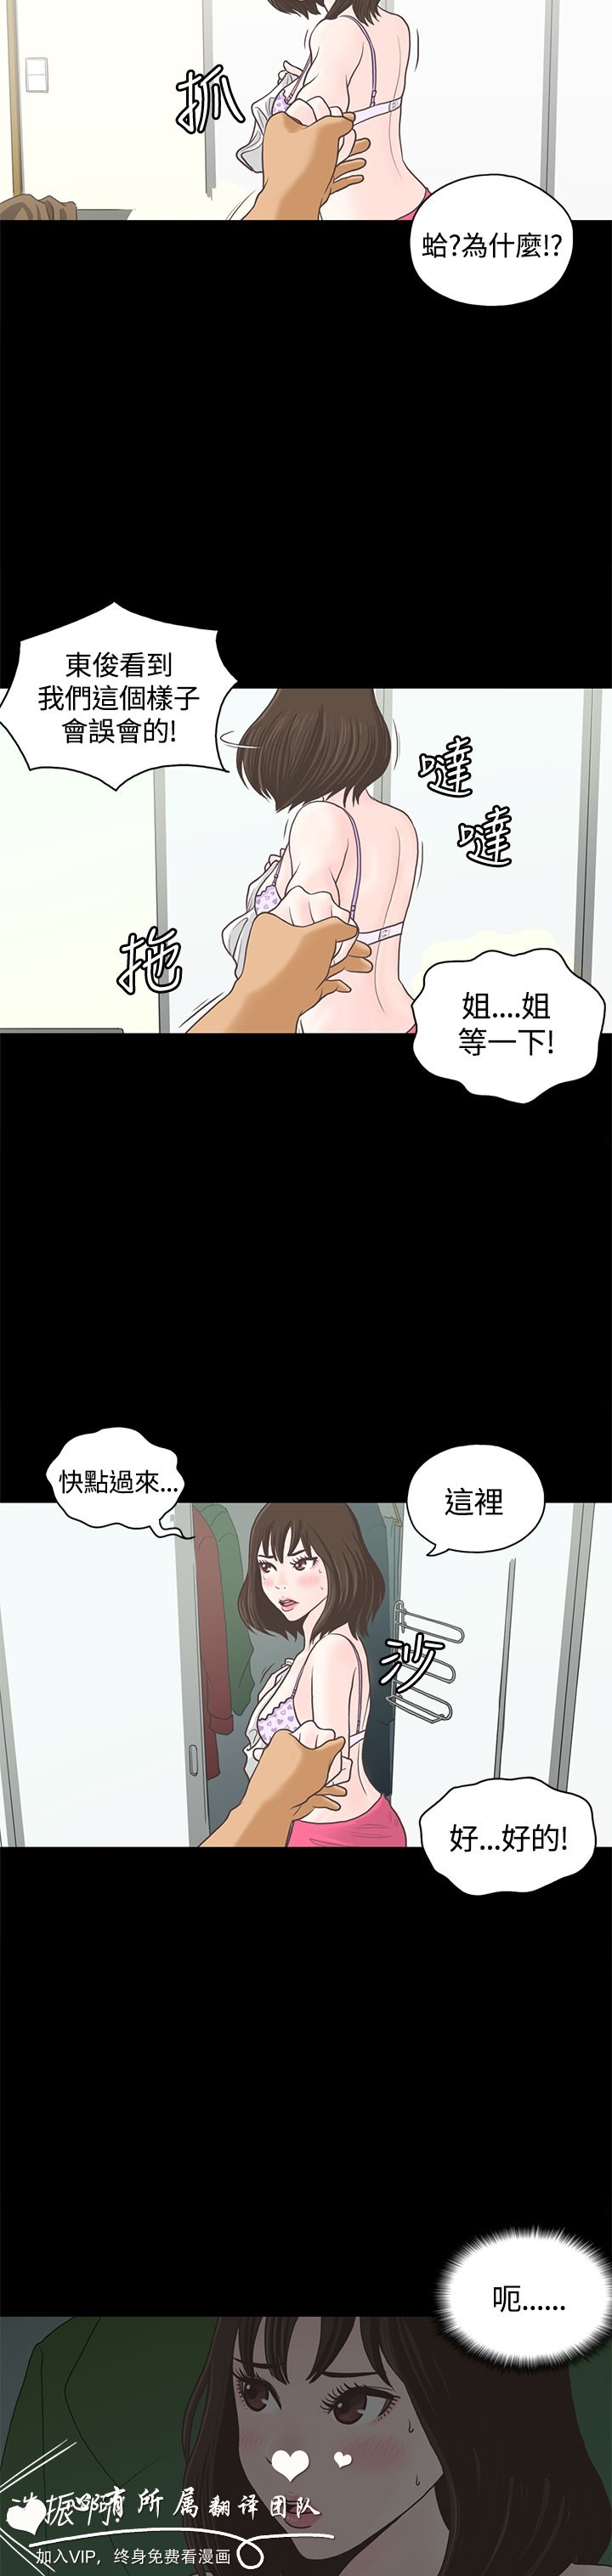 抓
蛤?為什麼!?
東俊看到
我們這個樣子
會誤會的!
噠
噠
拖
姐....姐
等一下!
快點過來...
這裡
沙
好...好的!
呃......
所属翻译团队
加入VIP，终身免费看漫画